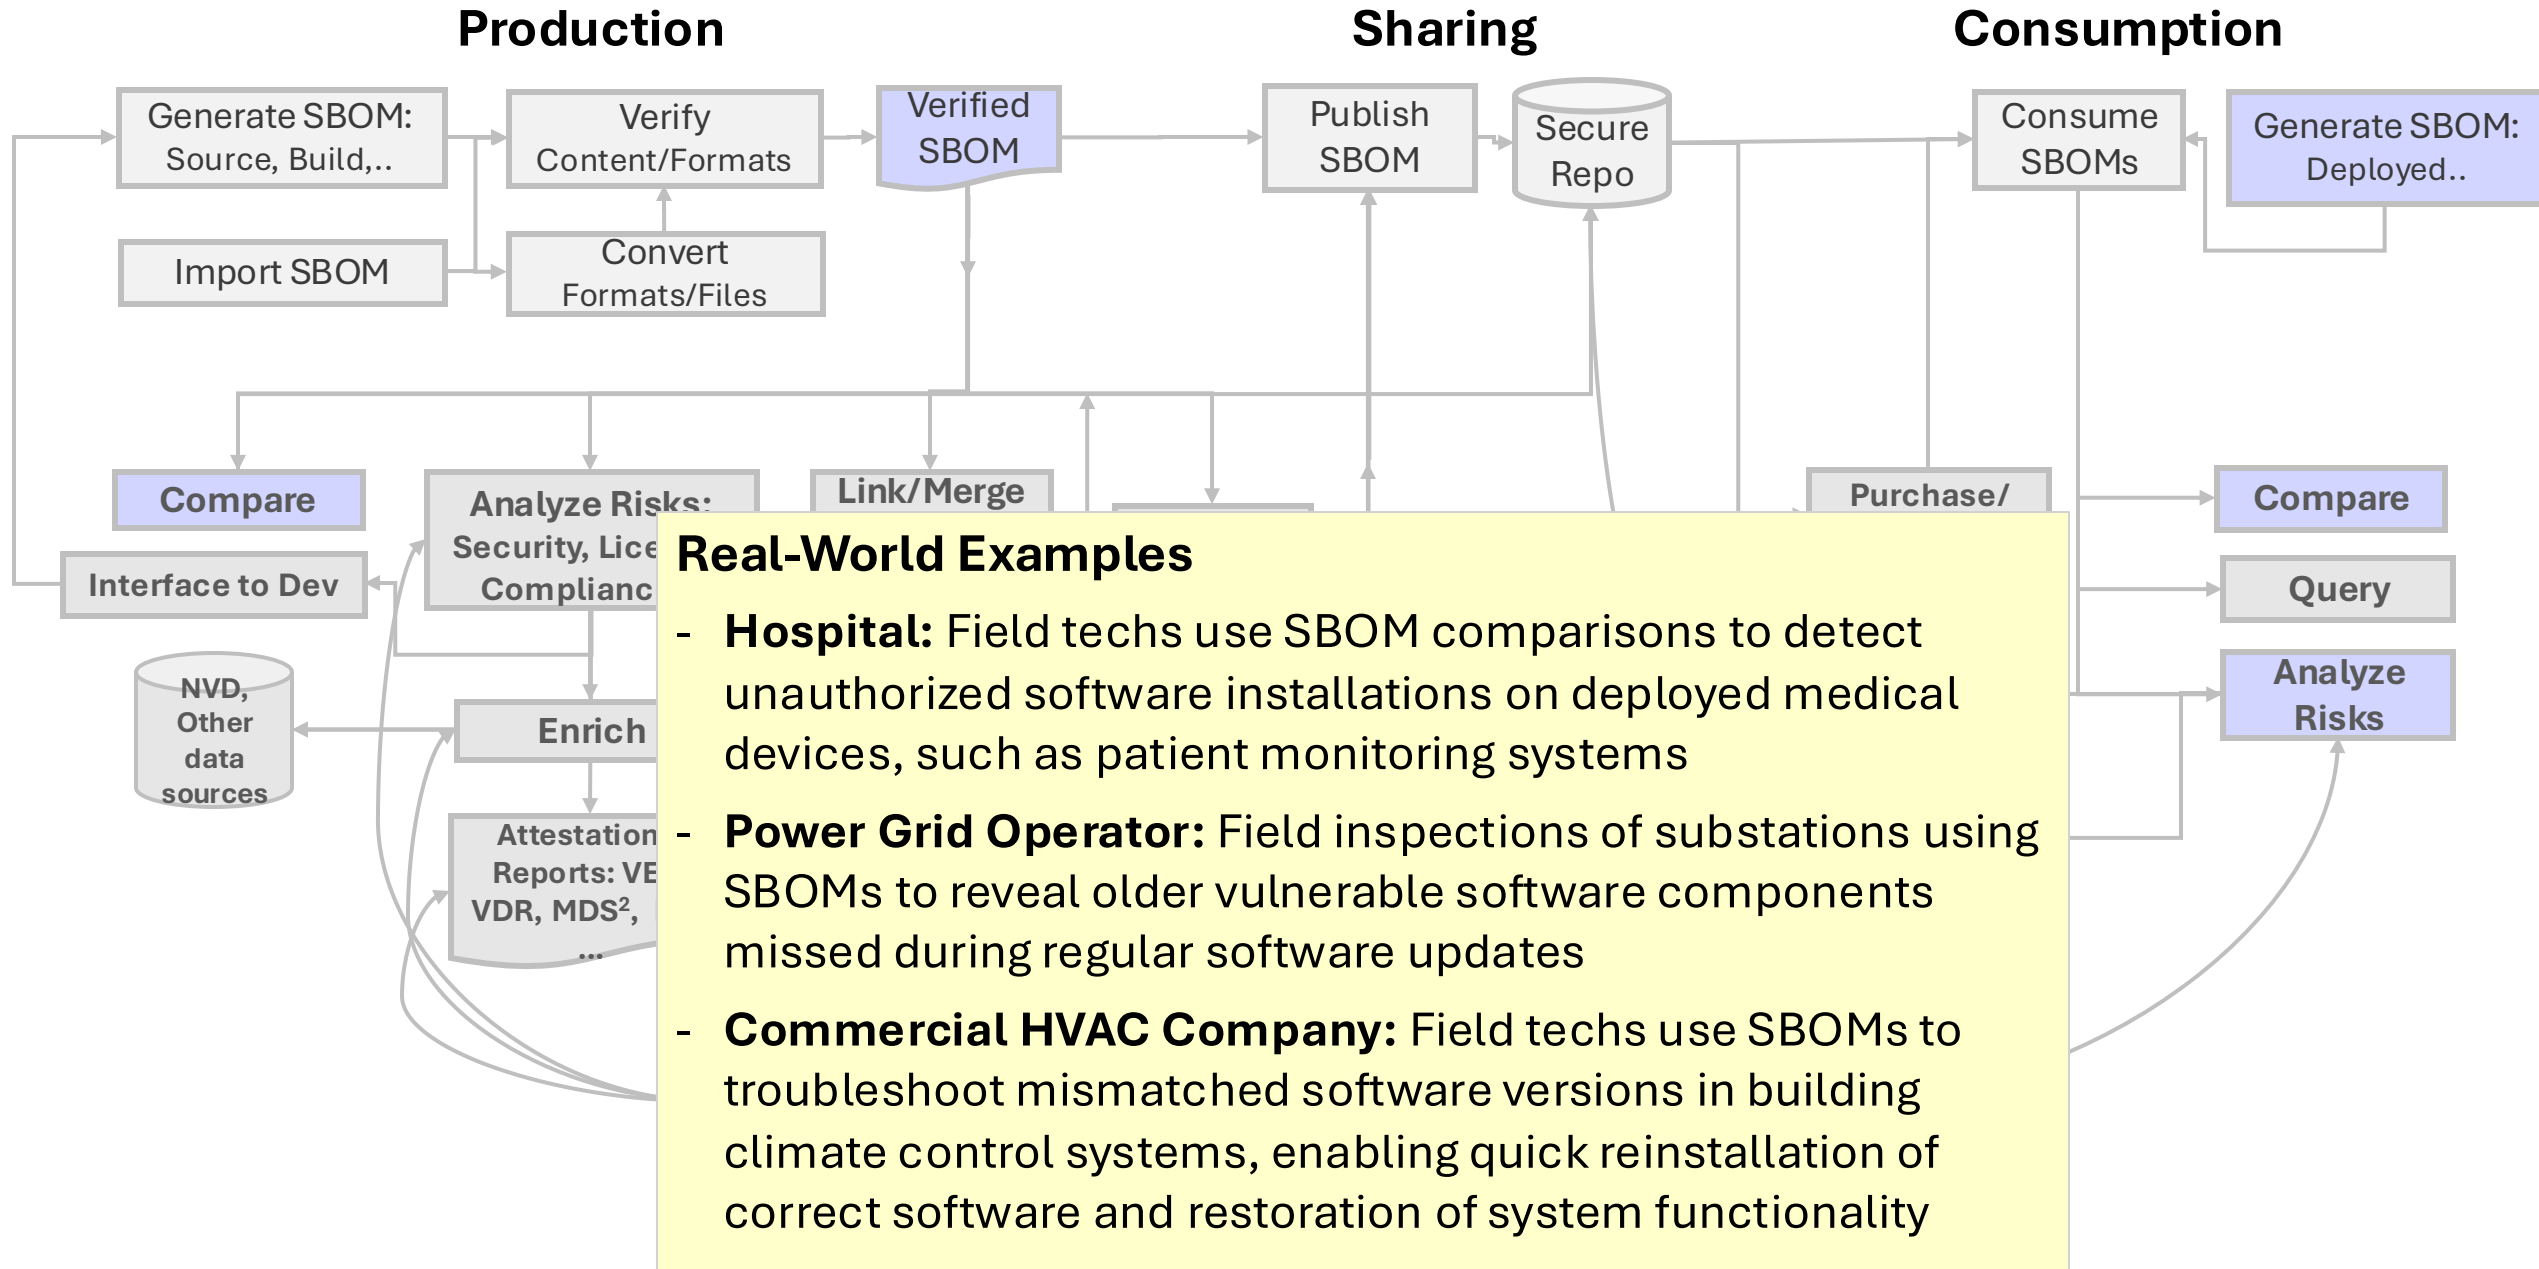 Production
Sharing
Consumption
Generate SBOM:
Source, Build,..
Verify
Content/Formats
Verified
SBOM
Publish
SBOM
Secure
Repo
Consume
SBOMs
Generate SBOM:
Deployed..
Import SBOM
Convert
Formats/Files
Compare
Analyze Risks:
Security, Lice
Complianc
Link/Merge
Purchase/
Compare
Interface to Dev
Query
NVD,
Other
data
sources
Enrich
Analyze
Risks
Attestation
Reports: VE
VDR, MDS²,
...
Real-World Examples
- Hospital: Field techs use SBOM comparisons to detect
unauthorized software installations on deployed medical
devices, such as patient monitoring systems
- Power Grid Operator: Field inspections of substations using
SBOMs to reveal older vulnerable software components
missed during regular software updates
- Commercial HVAC Company: Field techs use SBOMs to
troubleshoot mismatched software versions in building
climate control systems, enabling quick reinstallation of
correct software and restoration of system functionality